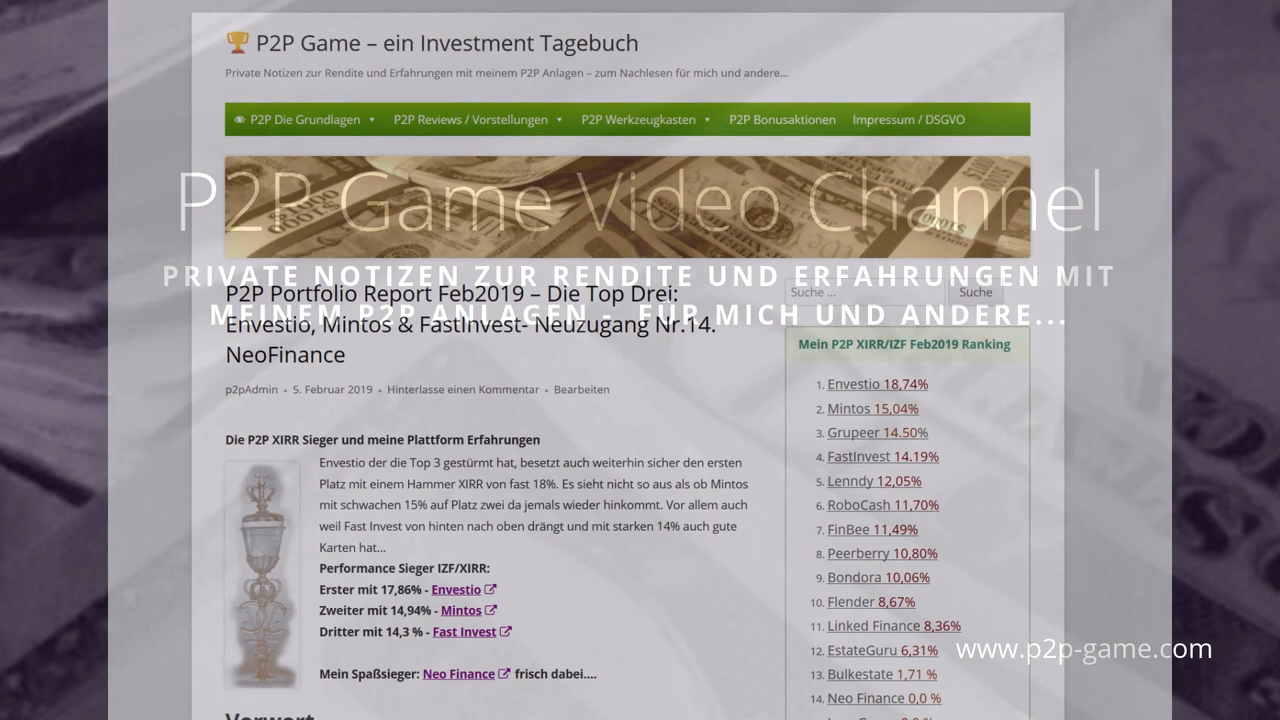 P2P Game – ein Investment Tagebuch
Private Notizen zur Rendite und Erfahrungen mit meinem P2P Anlagen – zum Nachlesen für mich und andere...
P2P Die Grundlagen
P2P Reviews / Vorstellungen
P2P Werkzeugkasten
P2P Bonusaktionen
Impressum / DSGVO
P2P Game Video Channel
PRIVATE NOTIZEN ZUR RENDITE UND ERFAHRUNGEN MIT
MEINEM P2P ANLAGEN - FÜR MICH UND ANDERE...
P2P Portfolio Report Feb2019 – Die Top Drei:
Envestio, Mintos & FastInvest- Neuzugang Nr.14.
NeoFinance
p2pAdmin • 5. Februar 2019 • Hinterlasse einen Kommentar • Bearbeiten
Die P2P XIRR Sieger und meine Plattform Erfahrungen
Envestio der die Top 3 gestürmt hat, besetzt auch weiterhin sicher den ersten
Platz mit einem Hammer XIRR von fast 18%. Es sieht nicht so aus als ob Mintos
mit schwachen 15% auf Platz zwei da jemals wieder hinkommt. Vor allem auch
weil Fast Invest von hinten nach oben drängt und mit starken 14% auch gute
Karten hat...
Performance Sieger IZF/XIRR:
Erster mit 17,86% - Envestio
Zweiter mit 14,94% - Mintos
Dritter mit 14,3 % - Fast Invest
Mein Spaßsieger: Neo Finance frisch dabei....
Vorwort
Suche ...
Suche
Mein P2P XIRR/IZF Feb2019 Ranking
1. Envestio 18,74%
2. Mintos 15,04%
3. Grupeer 14.50%
4. FastInvest 14.19%
5. Lenndy 12,05%
6. RoboCash 11,70%
7. FinBee 11,49%
8. Peerberry 10,80%
9. Bondora 10,06%
10. Flender 8,67%
11. Linked Finance 8,36%
12. EstateGuru 6,31%
13. Bulkestate 1,71 %
14. Neo Finance 0,0 %
www.p2p-game.com